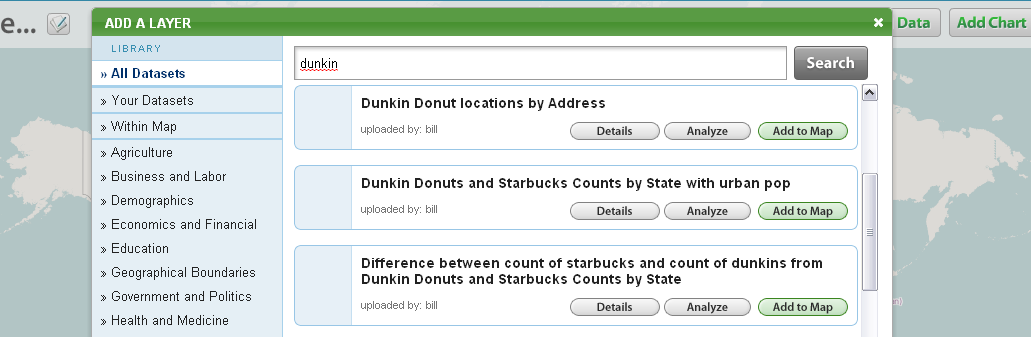 e...
ADD A LAYER
Data
Add Chart
LIBRARY
» All Datasets
» Your Datasets
» Within Map
» Agriculture
» Business and Labor
» Demographics
» Economics and Financial
» Education
» Geographical Boundaries
» Government and Politics
» Health and Medicine
dunkin
Search
Dunkin Donut locations by Address
uploaded by: bill
Details
Analyze
Add to Map
Dunkin Donuts and Starbucks Counts by State with urban pop
uploaded by: bill
Details
Analyze
Add to Map
Difference between count of starbucks and count of dunkins from
Dunkin Donuts and Starbucks Counts by State
uploaded by: bill
Details
Analyze
Add to Map